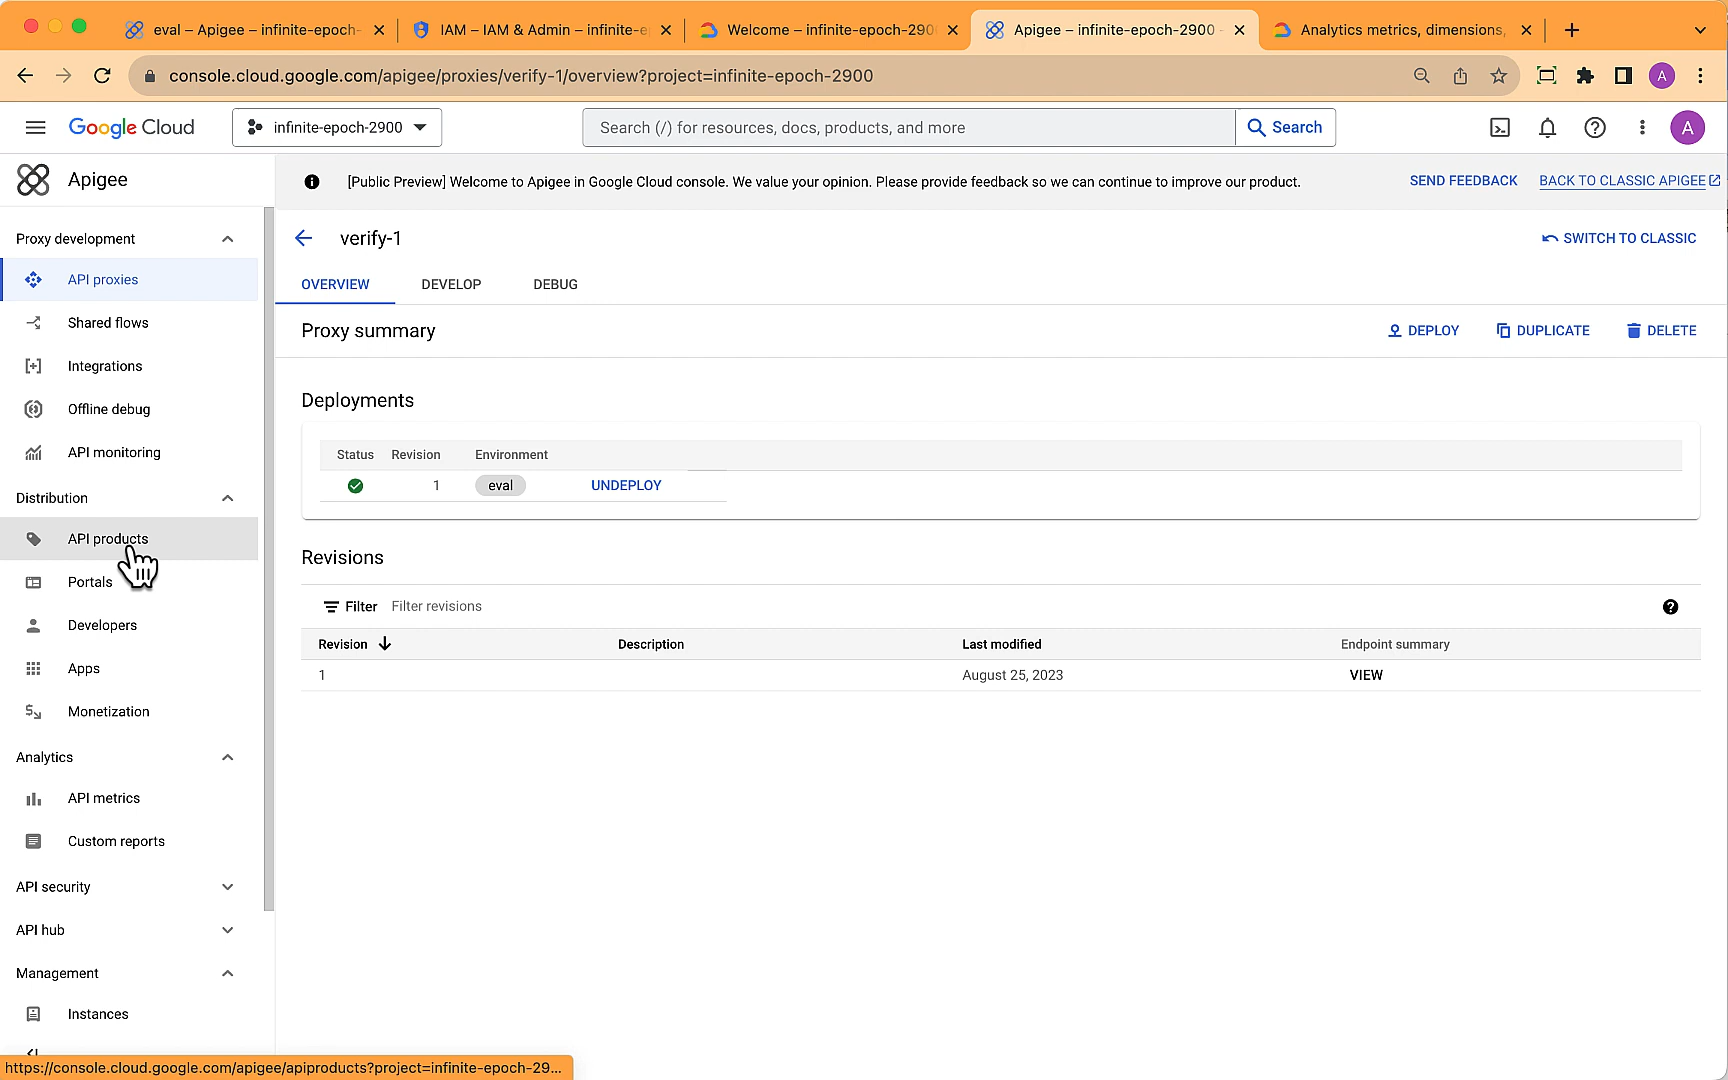 eval – Apigee – infinite-epoch-
IAM – IAM & Admin – infinite-e
Welcome – infinite-epoch-290
Apigee – infinite-epoch-2900 -
Analytics metrics, dimensions,
console.cloud.google.com/apigee/proxies/verify-1/overview?project=infinite-epoch-2900
A
Google Cloud
infinite-epoch-2900
Search (/) for resources, docs, products, and more
Search
A
Apigee
[Public Preview] Welcome to Apigee in Google Cloud console. We value your opinion. Please provide feedback so we can continue to improve our product.
SEND FEEDBACK
BACK TO CLASSIC APIGEE
Proxy development
API proxies
Shared flows
Integrations
Offline debug
API monitoring
Distribution
API products
Portals
Developers
Apps
Monetization
Analytics
API metrics
Custom reports
API security
API hub
Management
Instances
verify-1
SWITCH TO CLASSIC
OVERVIEW
DEVELOP
DEBUG
Proxy summary
DEPLOY
DUPLICATE
DELETE
Deployments
Status Revision Environment
1 eval UNDEPLOY
Revisions
Filter Filter revisions
Revision Description Last modified Endpoint summary
1 August 25, 2023 VIEW
https://console.cloud.google.com/apigee/apiproducts?project=infinite-epoch-29...